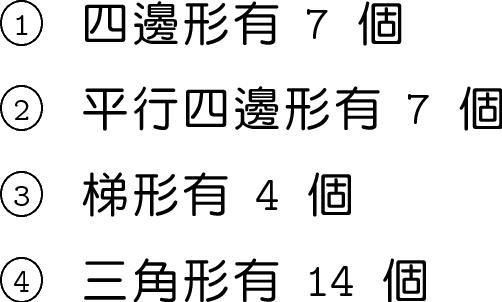 ① 四邊形有 7 個
② 平行四邊形有 7 個
③ 梯形有 4 個
④ 三角形有 14 個